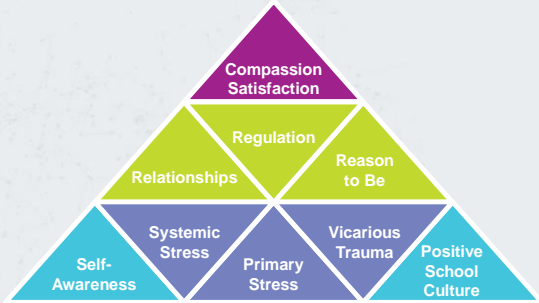 Compassion
Satisfaction
Regulation
Relationships
Reason
to Be
Systemic
Stress
Vicarious
Trauma
Self-
Awareness
Primary
Stress
Positive
School
Culture